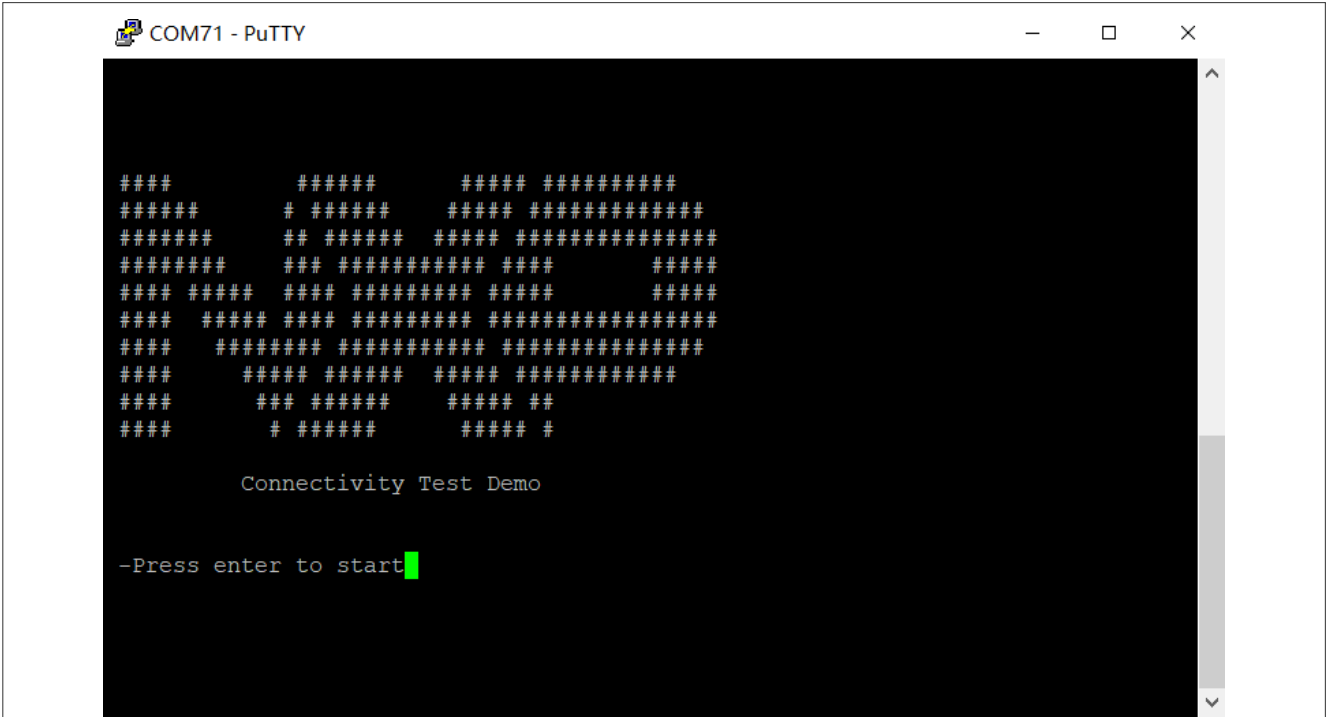 COM71 - PuTTY
####         ######      ##### ##########
######      # ######    ##### #############
#######     ## ######  ##### ###############
########    ### ########### ####       #####
#### #####  #### ######### #####       #####
####  ##### #### ######### #################
####   ######## ########### ###############
####     ##### ######  ##### ############
####      ### ######    ##### ##
####       # ######      ##### #
Connectivity Test Demo
-Press enter to start